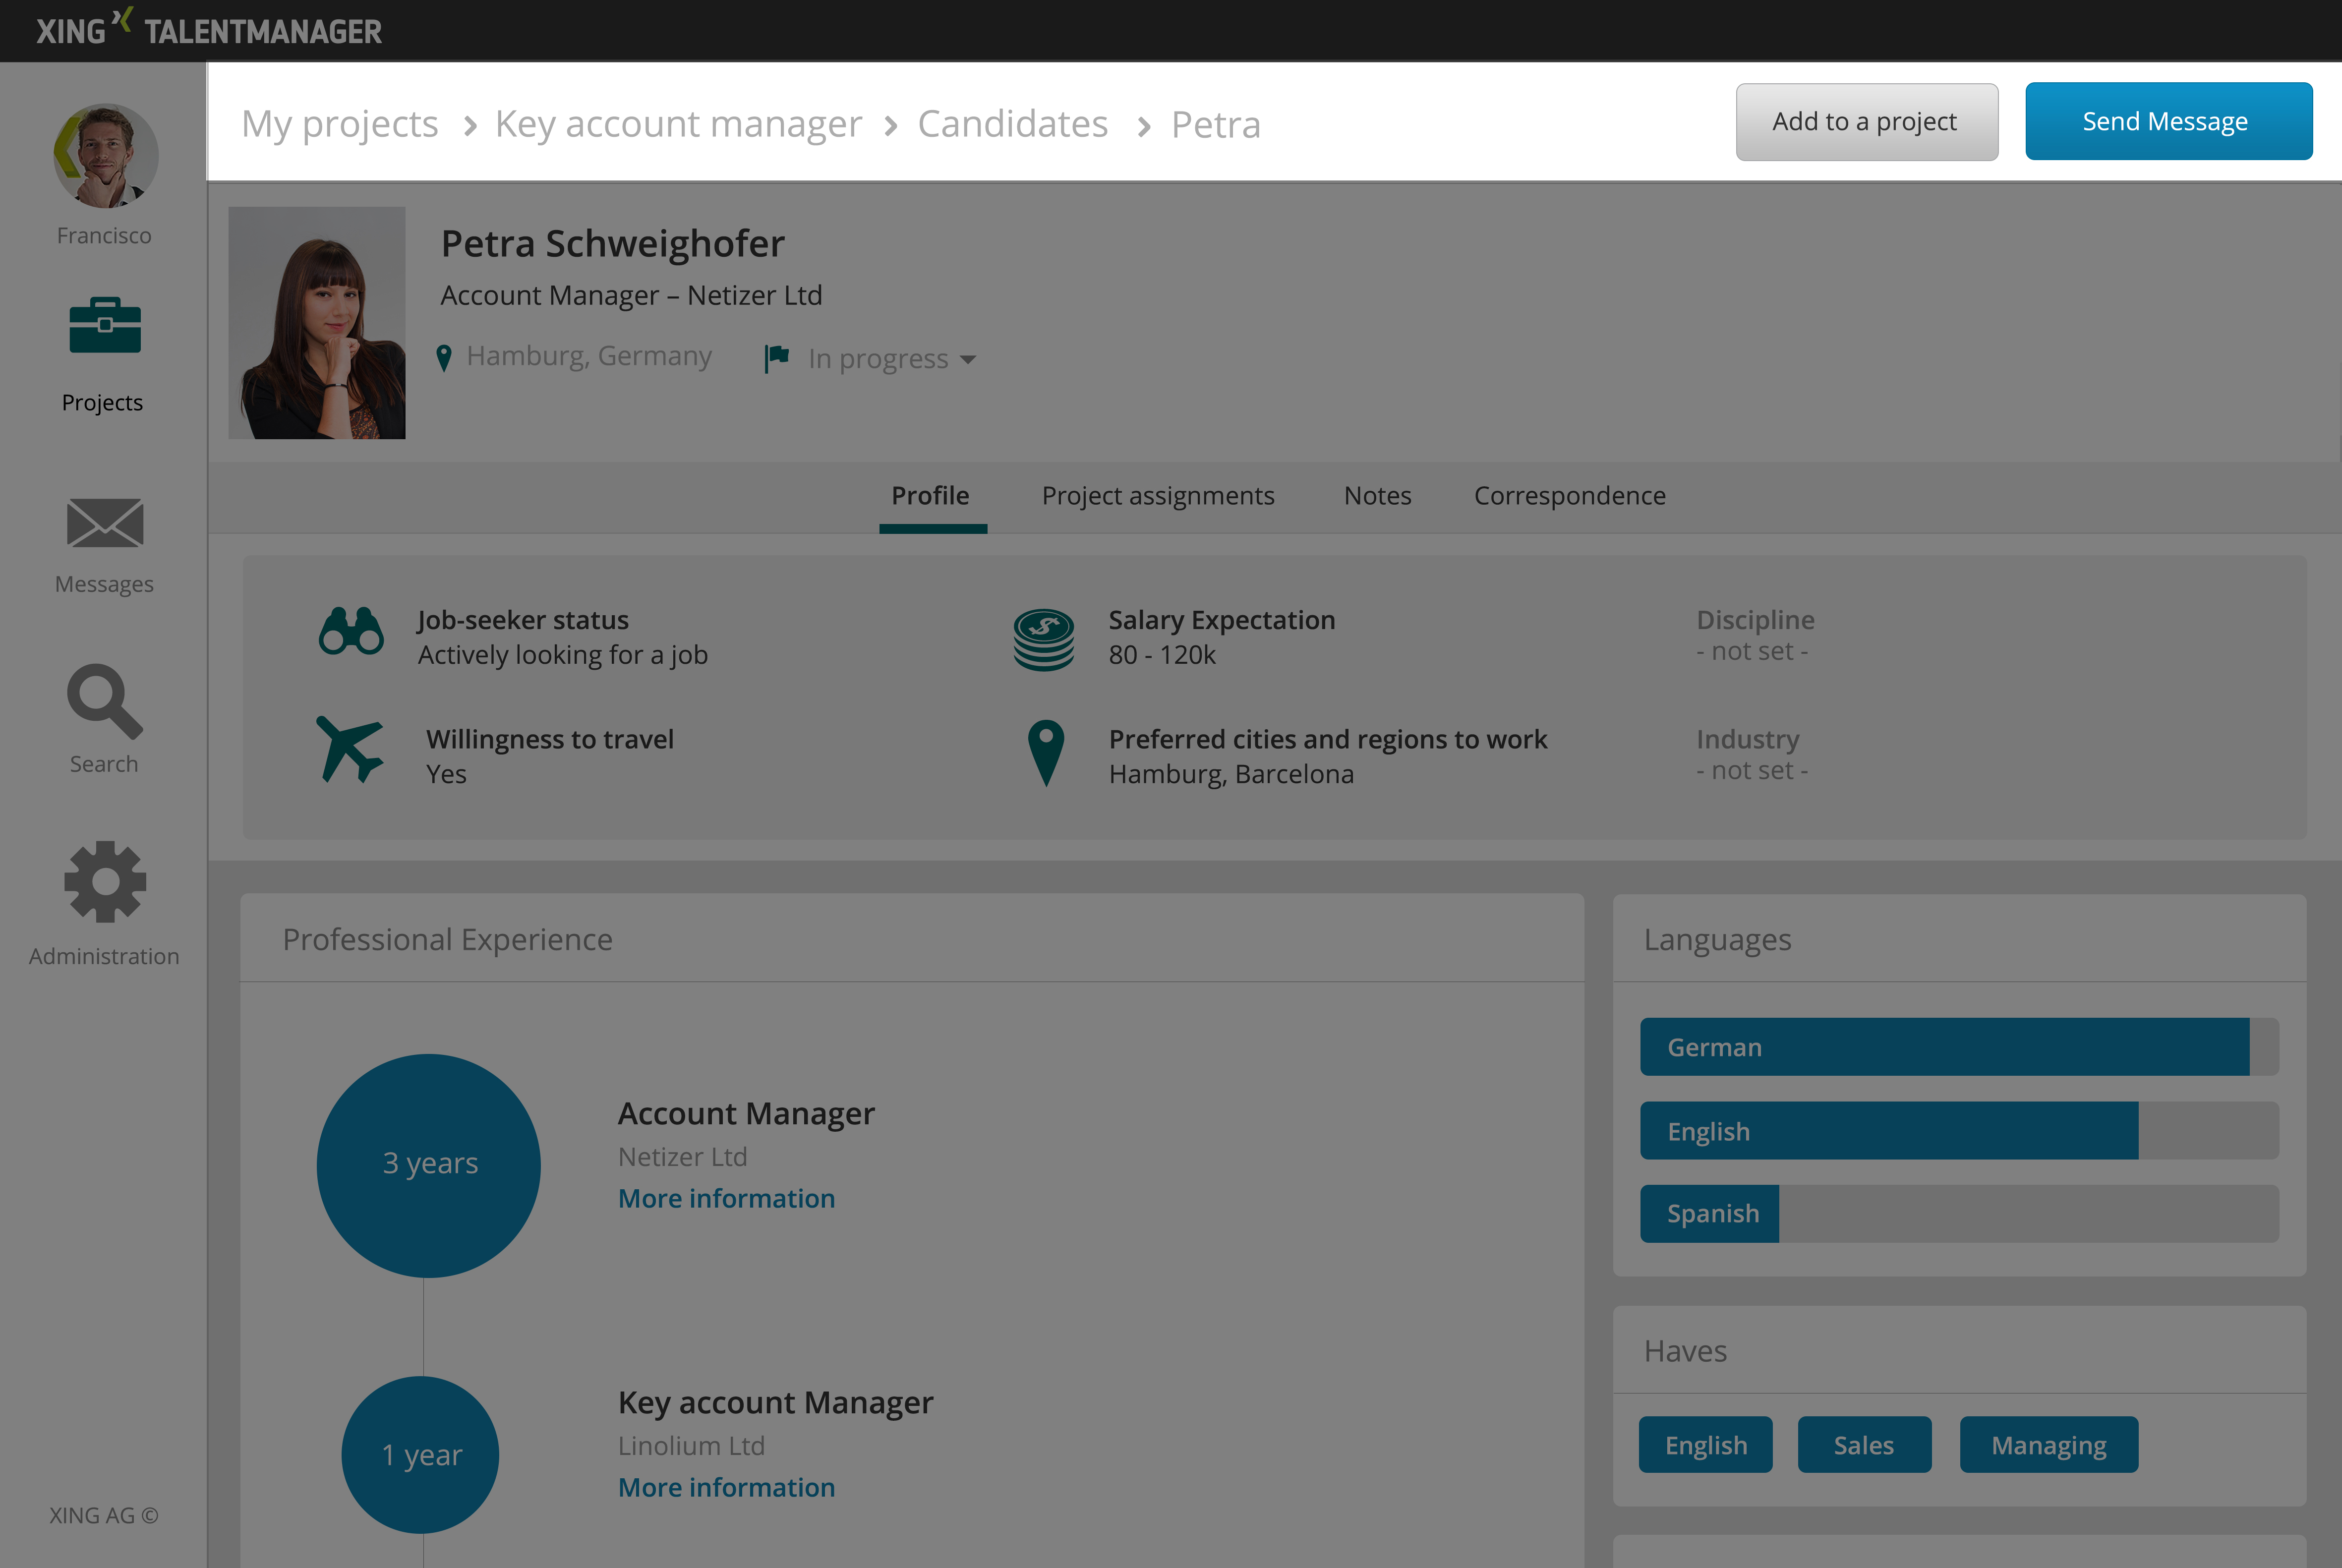 XING TALENTMANAGER
My projects > Key account manager > Candidates > Petra
Add to a project
Send Message
Francisco
Projects
Messages
Search
Administration
XING AG ©
Petra Schweighofer
Account Manager – Netizer Ltd
Hamburg, Germany
In progress
Profile
Project assignments
Notes
Correspondence
Job-seeker status
Actively looking for a job
Salary Expectation
80 - 120k
Discipline
- not set -
Willingness to travel
Yes
Preferred cities and regions to work
Hamburg, Barcelona
Industry
- not set -
Professional Experience
3 years
Account Manager
Netizer Ltd
More information
1 year
Key account Manager
Linolium Ltd
More information
Languages
German
English
Spanish
Haves
English
Sales
Managing